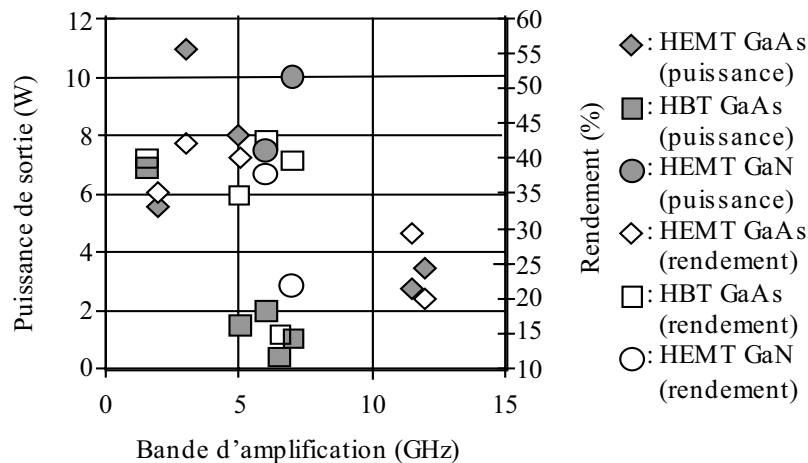 12
10
8
6
4
2
0
Puissance de sortie (W)
60
55
50
45
40
35
30
25
20
15
10
Rendement (%)
0
5
10
15
Bande d'amplification (GHz)
: HEMT GaAs
(puissance)
: HBT GaAs
(puissance)
: HEMT GaN
(puissance)
: HEMT GaAs
(rendement)
: HBT GaAs
(rendement)
: HEMT GaN
(rendement)